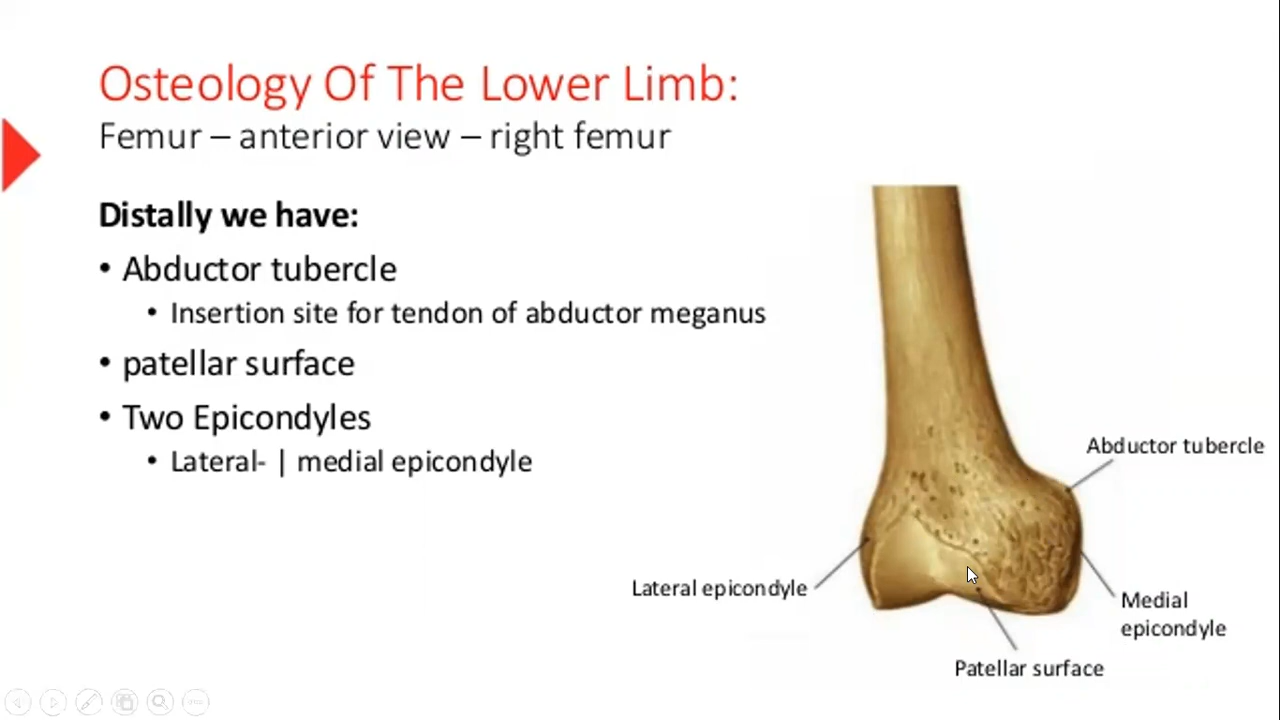 Osteology Of The Lower Limb:
Femur – anterior view – right femur
Distally we have:
• Abductor tubercle
• Insertion site for tendon of abductor meganus
• patellar surface
• Two Epicondyles
• Lateral- | medial epicondyle
Abductor tubercle
Lateral epicondyle
Medial
epicondyle
Patellar surface